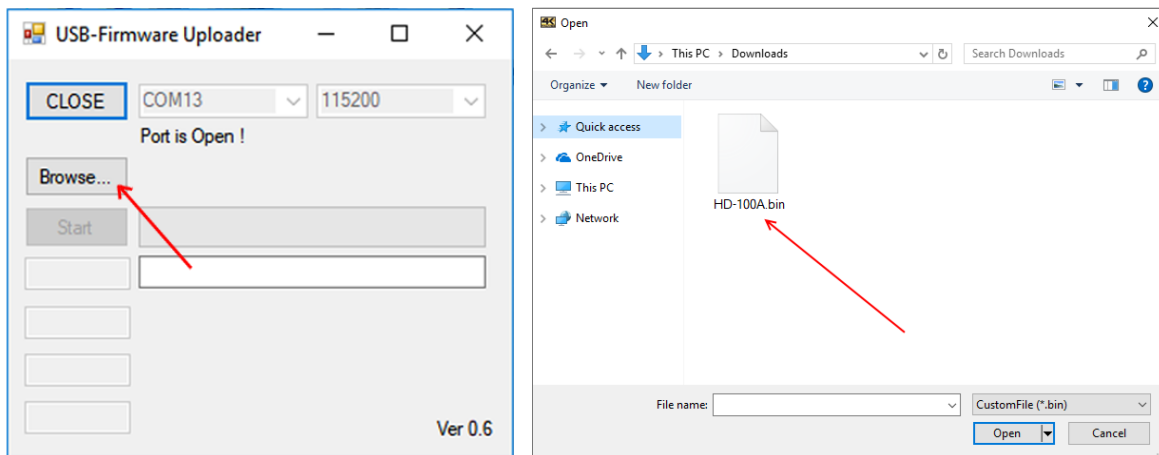 USB-Firmware Uploader
CLOSE COM13 115200
Port is Open !
Browse...
Start
Ver 0.6
4K Open
This PC > Downloads
Search Downloads
Organize New folder
Quick access
OneDrive
This PC
Network
HD-100A.bin
File name: CustomFile (*.bin)
Open Cancel